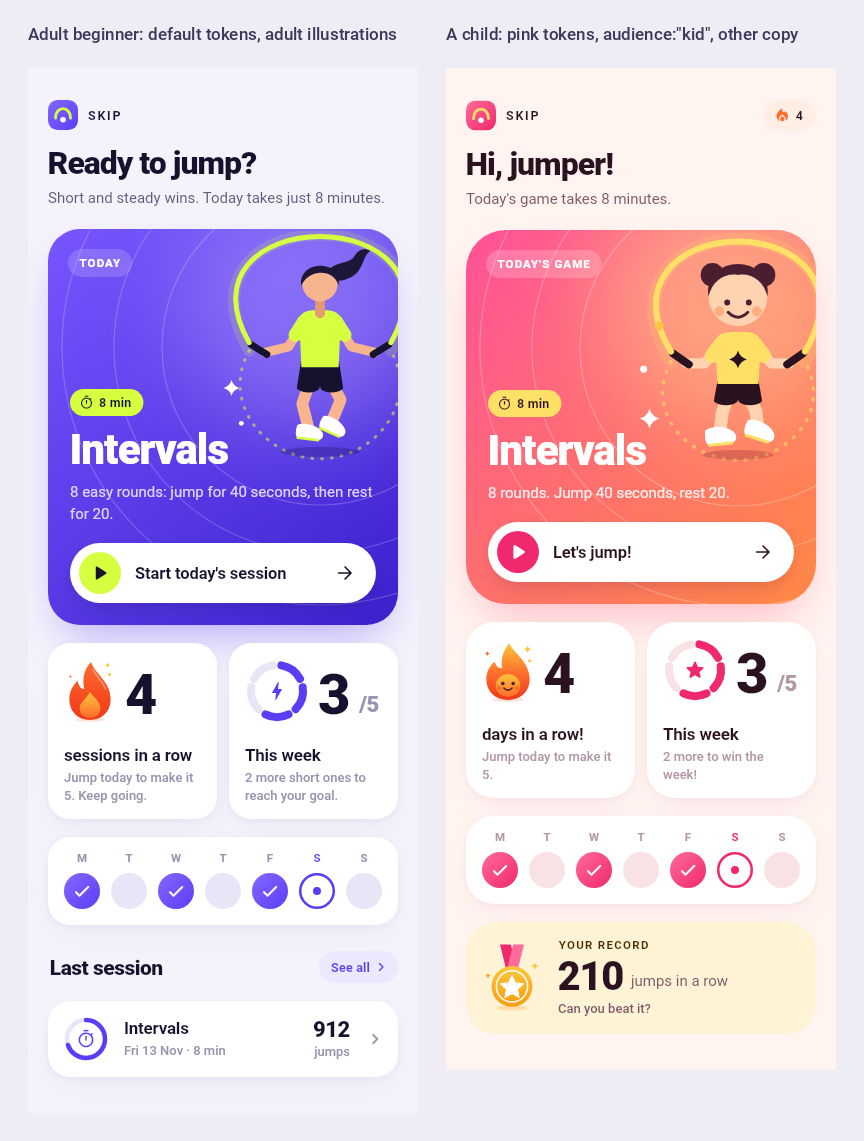 Adult beginner: default tokens, adult illustrations
SKIP
Ready to jump?
Short and steady wins. Today takes just 8 minutes.
TODAY
8 min
Intervals
8 easy rounds: jump for 40 seconds, then rest
for 20.
Start today's session
4
sessions in a row
Jump today to make it
5. Keep going.
3 /5
This week
2 more short ones to
reach your goal.
M T W T F S S
Last session
See all
Intervals
Fri 13 Nov · 8 min
912
jumps
A child: pink tokens, audience:"kid", other copy
SKIP
4
Hi, jumper!
Today's game takes 8 minutes.
TODAY'S GAME
8 min
Intervals
8 rounds. Jump 40 seconds, rest 20.
Let's jump!
4
days in a row!
Jump today to make it
5.
3 /5
This week
2 more to win the
week!
M T W T F S S
YOUR RECORD
210 jumps in a row
Can you beat it?